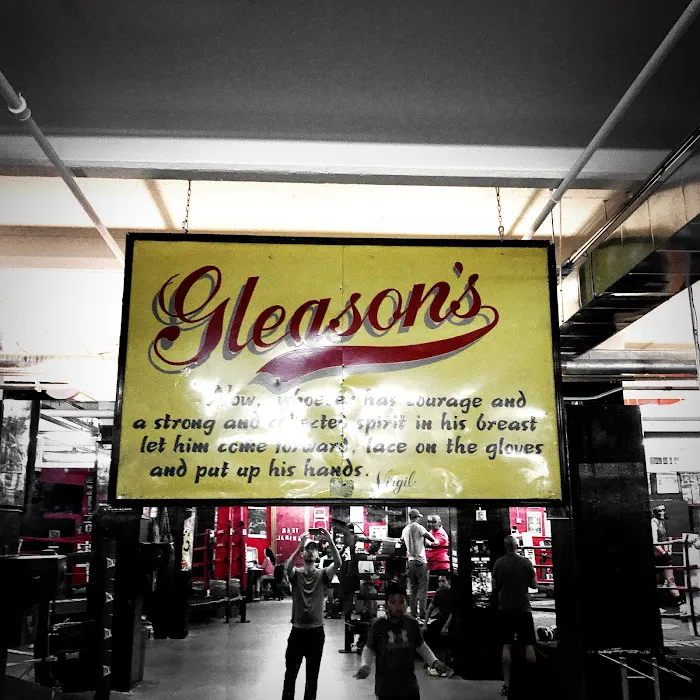 Gleason's
Now, whoever has courage and
a strong and collected spirit in his breast
let him come forward, lace on the gloves
and put up his hands.
Virgil
TEAM